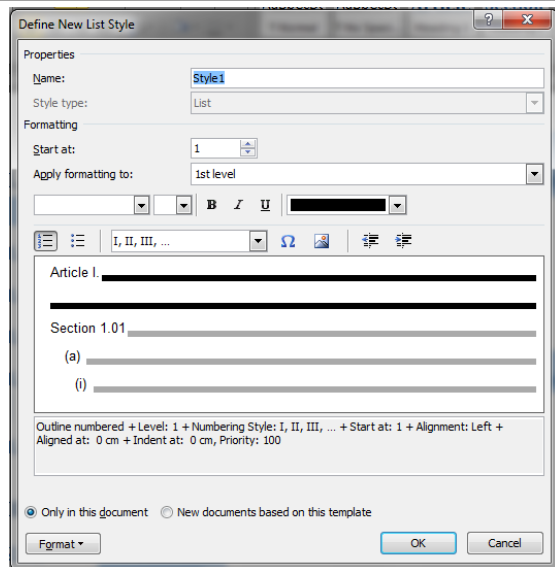 Define New List Style
Properties
Name: Style1
Style type: List
Formatting
Start at: 1
Apply formatting to: 1st level
B I U
I, II, III, ... Ω
Article I.
Section 1.01
(a)
(i)
Outline numbered + Level: 1 + Numbering Style: I, II, III, … + Start at: 1 + Alignment: Left +
Aligned at: 0 cm + Indent at: 0 cm, Priority: 100
Only in this document New documents based on this template
Format OK Cancel